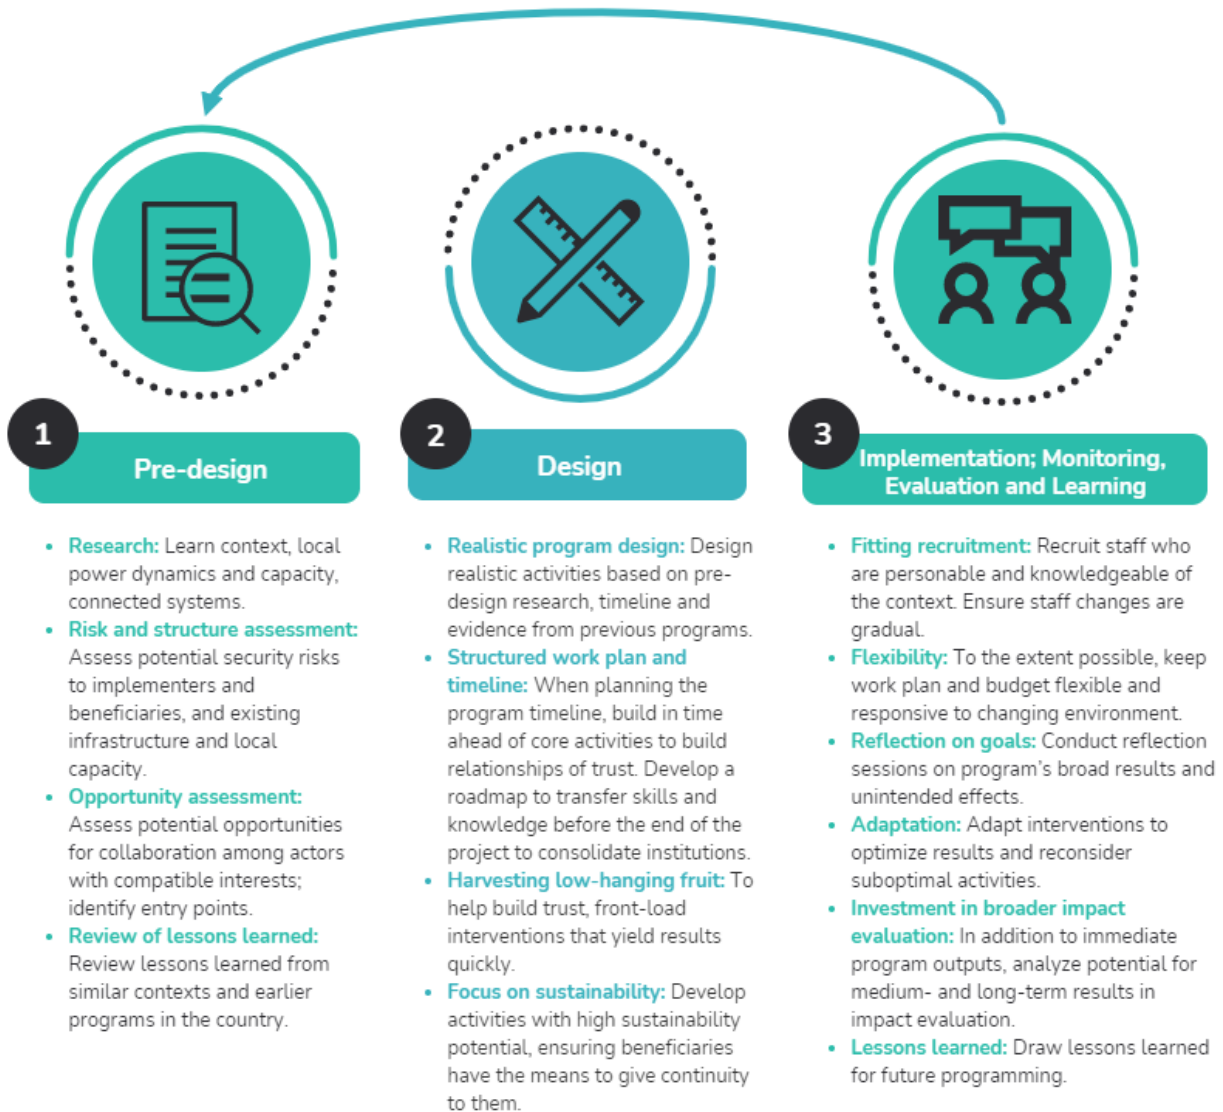 1
Pre-design
• Research: Learn context, local
power dynamics and capacity,
connected systems.
• Risk and structure assessment:
Assess potential security risks
to implementers and
beneficiaries, and existing
infrastructure and local
capacity.
• Opportunity assessment:
Assess potential opportunities
for collaboration among actors
with compatible interests;
identify entry points.
• Review of lessons learned:
Review lessons learned from
similar contexts and earlier
programs in the country.
2
Design
• Realistic program design: Design
realistic activities based on pre-
design research, timeline and
evidence from previous programs.
• Structured work plan and
timeline: When planning the
program timeline, build in time
ahead of core activities to build
relationships of trust. Develop a
roadmap to transfer skills and
knowledge before the end of the
project to consolidate institutions.
• Harvesting low-hanging fruit: To
help build trust, front-load
interventions that yield results
quickly.
• Focus on sustainability: Develop
activities with high sustainability
potential, ensuring beneficiaries
have the means to give continuity
to them.
3
Implementation; Monitoring,
Evaluation and Learning
• Fitting recruitment: Recruit staff who
are personable and knowledgeable of
the context. Ensure staff changes are
gradual.
• Flexibility: To the extent possible, keep
work plan and budget flexible and
responsive to changing environment.
• Reflection on goals: Conduct reflection
sessions on program's broad results and
unintended effects.
• Adaptation: Adapt interventions to
optimize results and reconsider
suboptimal activities.
• Investment in broader impact
evaluation: In addition to immediate
program outputs, analyze potential for
medium- and long-term results in
impact evaluation.
• Lessons learned: Draw lessons learned
for future programming.